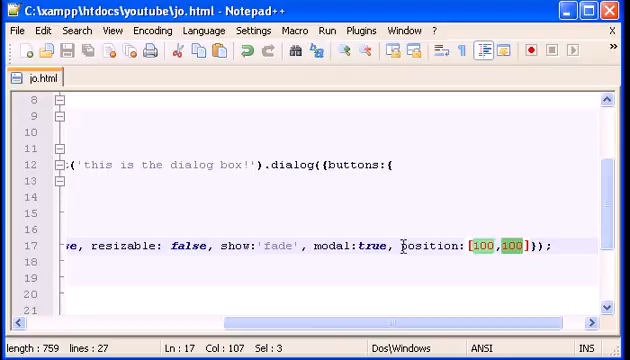 C:\xampp\htdocs\youtube\jo.html - Notepad++
File Edit Search View Encoding Language Settings Macro Run Plugins Window ? X
jo.html
8
9
10
11
12 ('this is the dialog box!').dialog({buttons:{
13
14
15
16
17 ue, resizable: false, show:'fade', modal:true, position:[100,100]});
18
19
20
21
length : 759 lines : 27 Ln : 17 Col : 107 Sel : 3 Dos\Windows ANSI INS